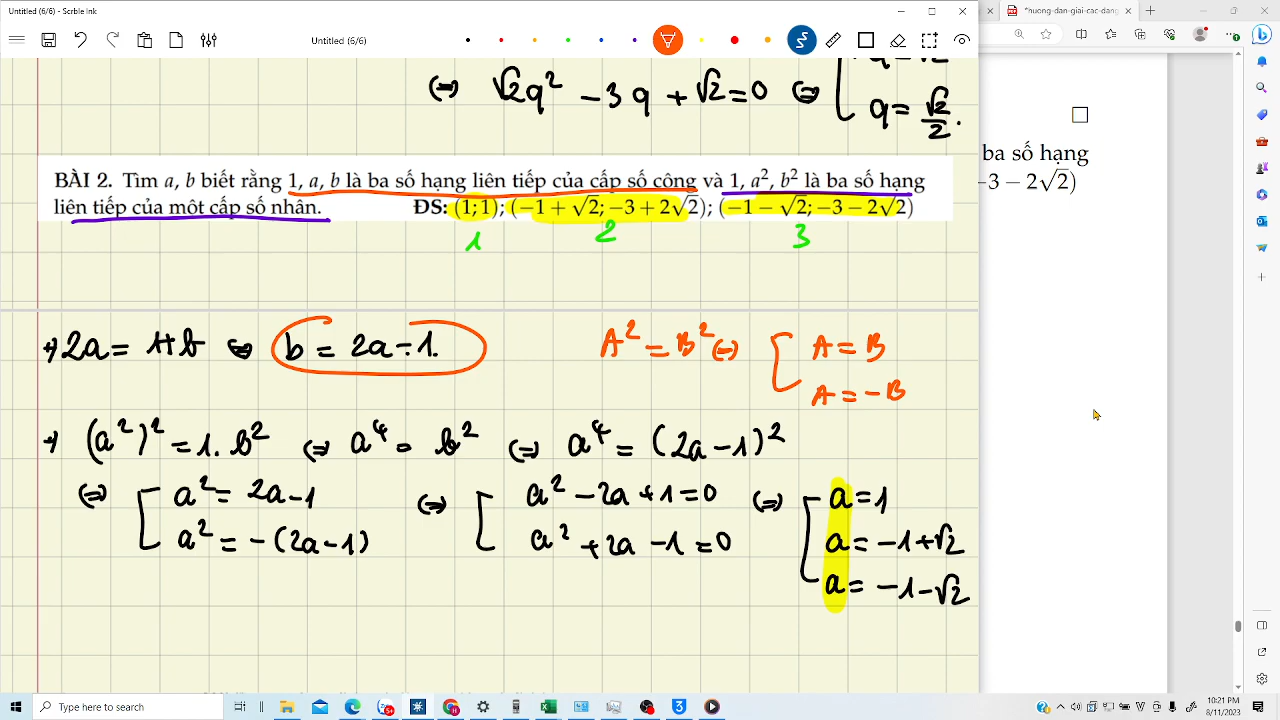 Untitled (6/6) - Scrble Ink
*huong-dan-giai-cac-dang-
Untitled (6/6)
⇔ √2q² - 3q + √2 = 0 ⇔ [
q = √2/2.
BÀI 2. Tìm a, b biết rằng 1, a, b là ba số hạng liên tiếp của cấp số cộng và 1, a², b² là ba số hạng
liên tiếp của một cấp số nhân. ĐS: (1; 1); (−1 + √2; −3 + 2√2); (−1 − √2; −3 − 2√2)
1 2 3
ba số hạng
−3 − 2√2)
2a = 1+b ⇔ b = 2a - 1.
A² = B² ⇔ [ A = B
A = -B
(a²)² = 1. b² ⇔ a⁴ = b² ⇔ a⁴ = (2a-1)²
⇔ [ a² = 2a-1 ⇔ [ a² - 2a + 1 = 0 ⇔ [ a = 1
a² = -(2a-1) a² + 2a - 1 = 0 a = -1+√2
a = -1-√2
Type here to search
10:21 PM
8/11/2023